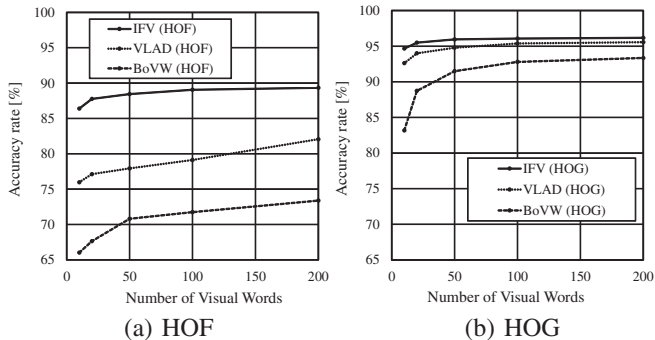 100
95
90
85
80
75
70
65
Accuracy rate [%]
IFV (HOF)
VLAD (HOF)
BoVW (HOF)
0 50 100 150 200
Number of Visual Words
(a) HOF
100
95
90
85
80
75
70
65
Accuracy rate [%]
IFV (HOG)
VLAD (HOG)
BoVW (HOG)
0 50 100 150 200
Number of Visual Words
(b) HOG